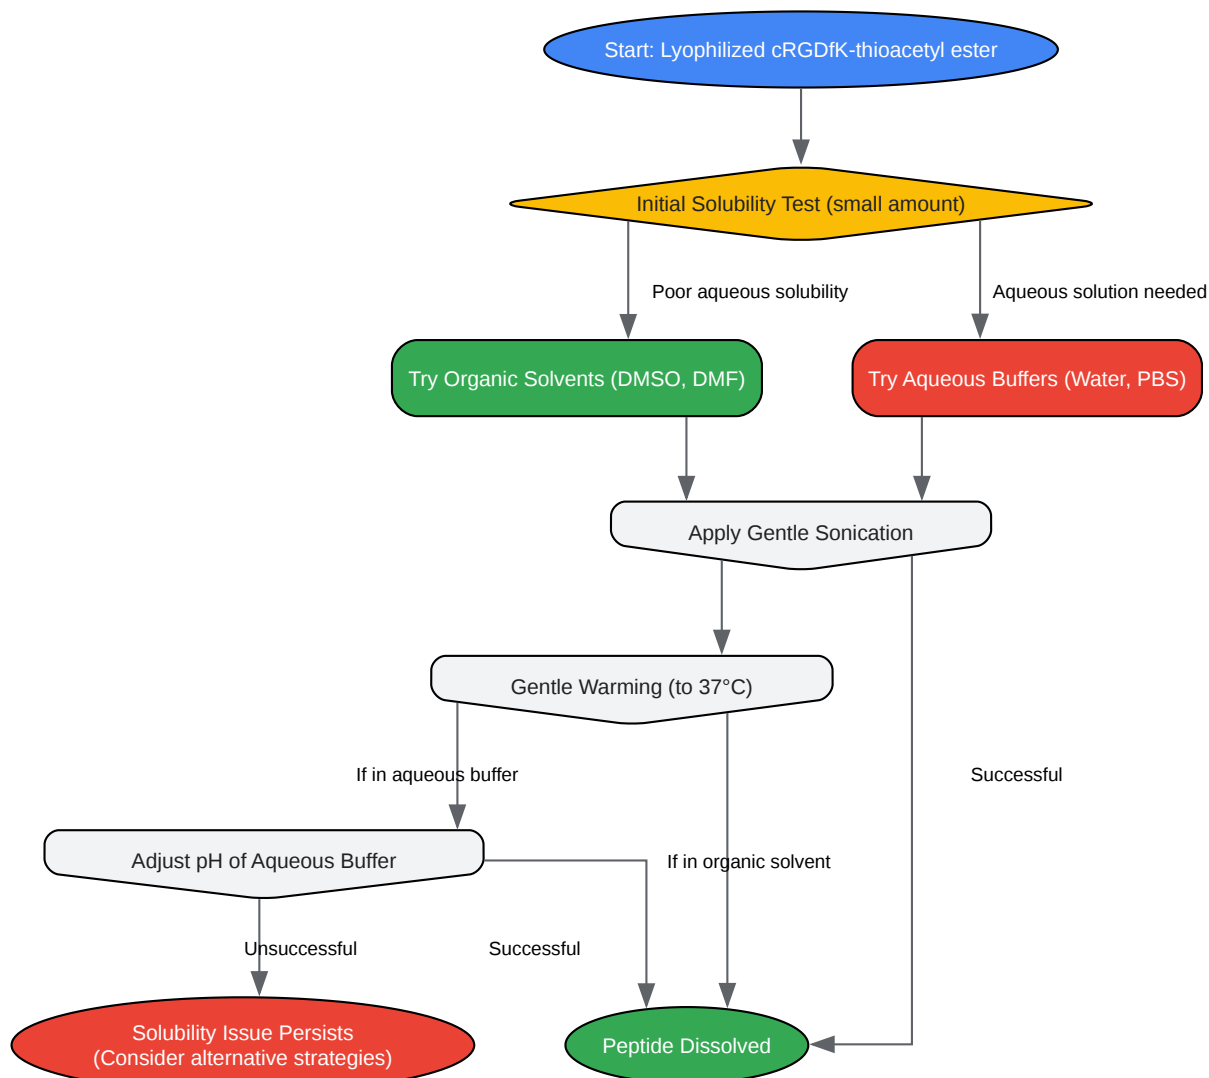 Start: Lyophilized cRGDfK-thioacetyl ester
Initial Solubility Test (small amount)
Poor aqueous solubility
Aqueous solution needed
Try Organic Solvents (DMSO, DMF)
Try Aqueous Buffers (Water, PBS)
Apply Gentle Sonication
Gentle Warming (to 37°C)
If in aqueous buffer
Successful
Adjust pH of Aqueous Buffer
If in organic solvent
Unsuccessful
Successful
Solubility Issue Persists
(Consider alternative strategies)
Peptide Dissolved